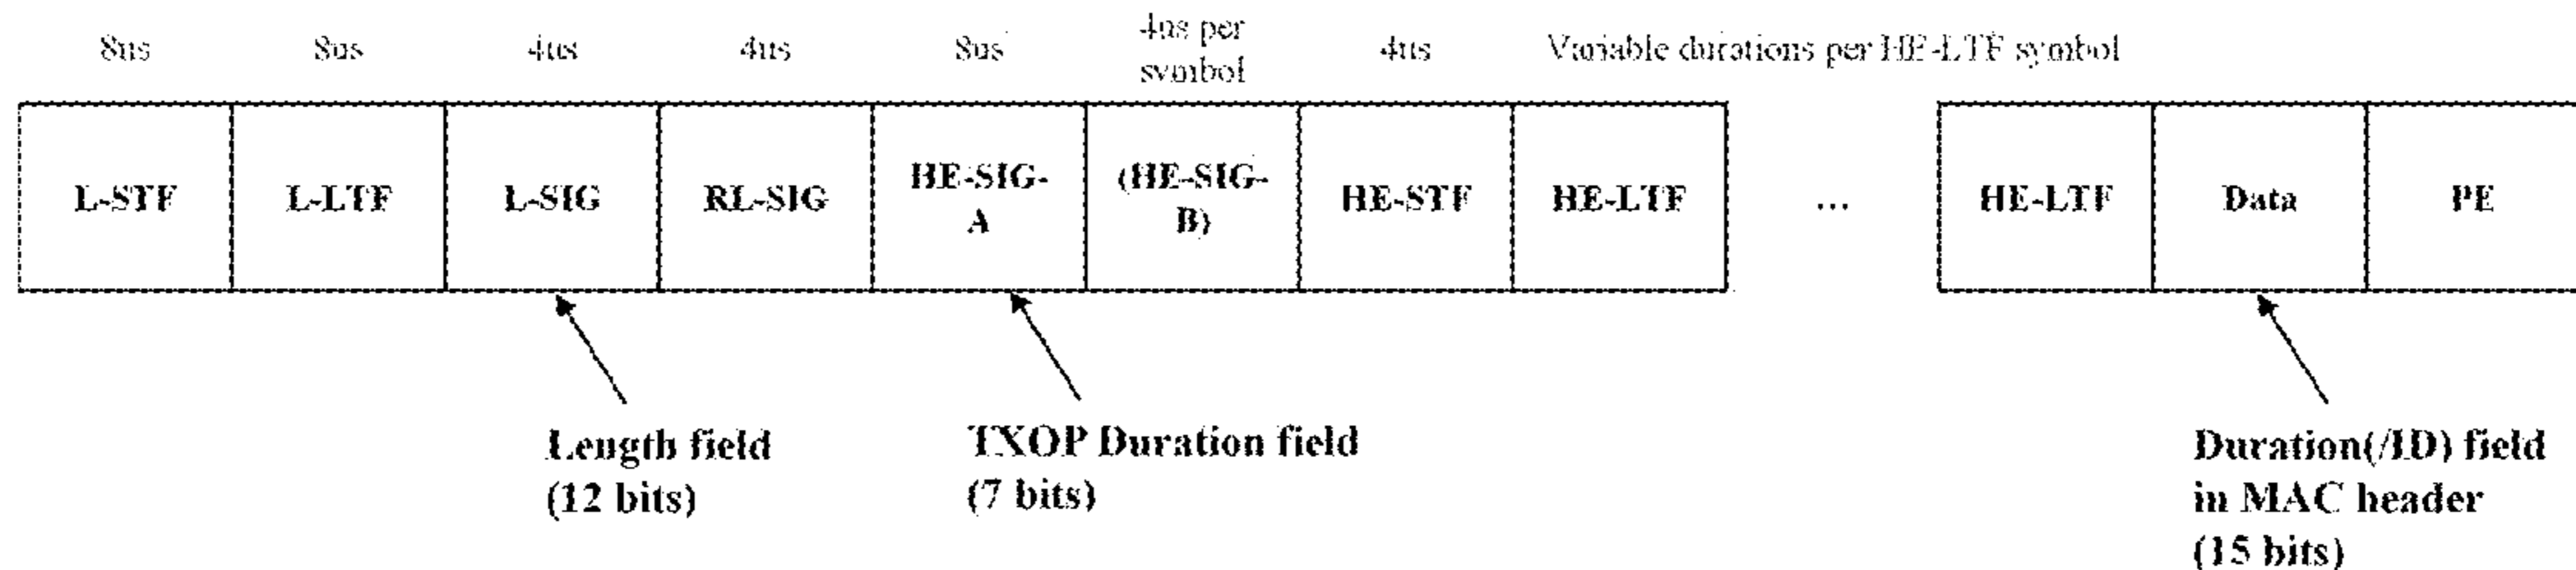 8us 8us 4us 4us 8us 4us per symbol 4us Variable durations per HE-LTF symbol
L-STF L-LTF L-SIG RL-SIG HE-SIG-A (HE-SIG-B) HE-STF HE-LTF ... HE-LTF Data PE
Length field
(12 bits)
TXOP Duration field
(7 bits)
Duration(/ID) field
in MAC header
(15 bits)